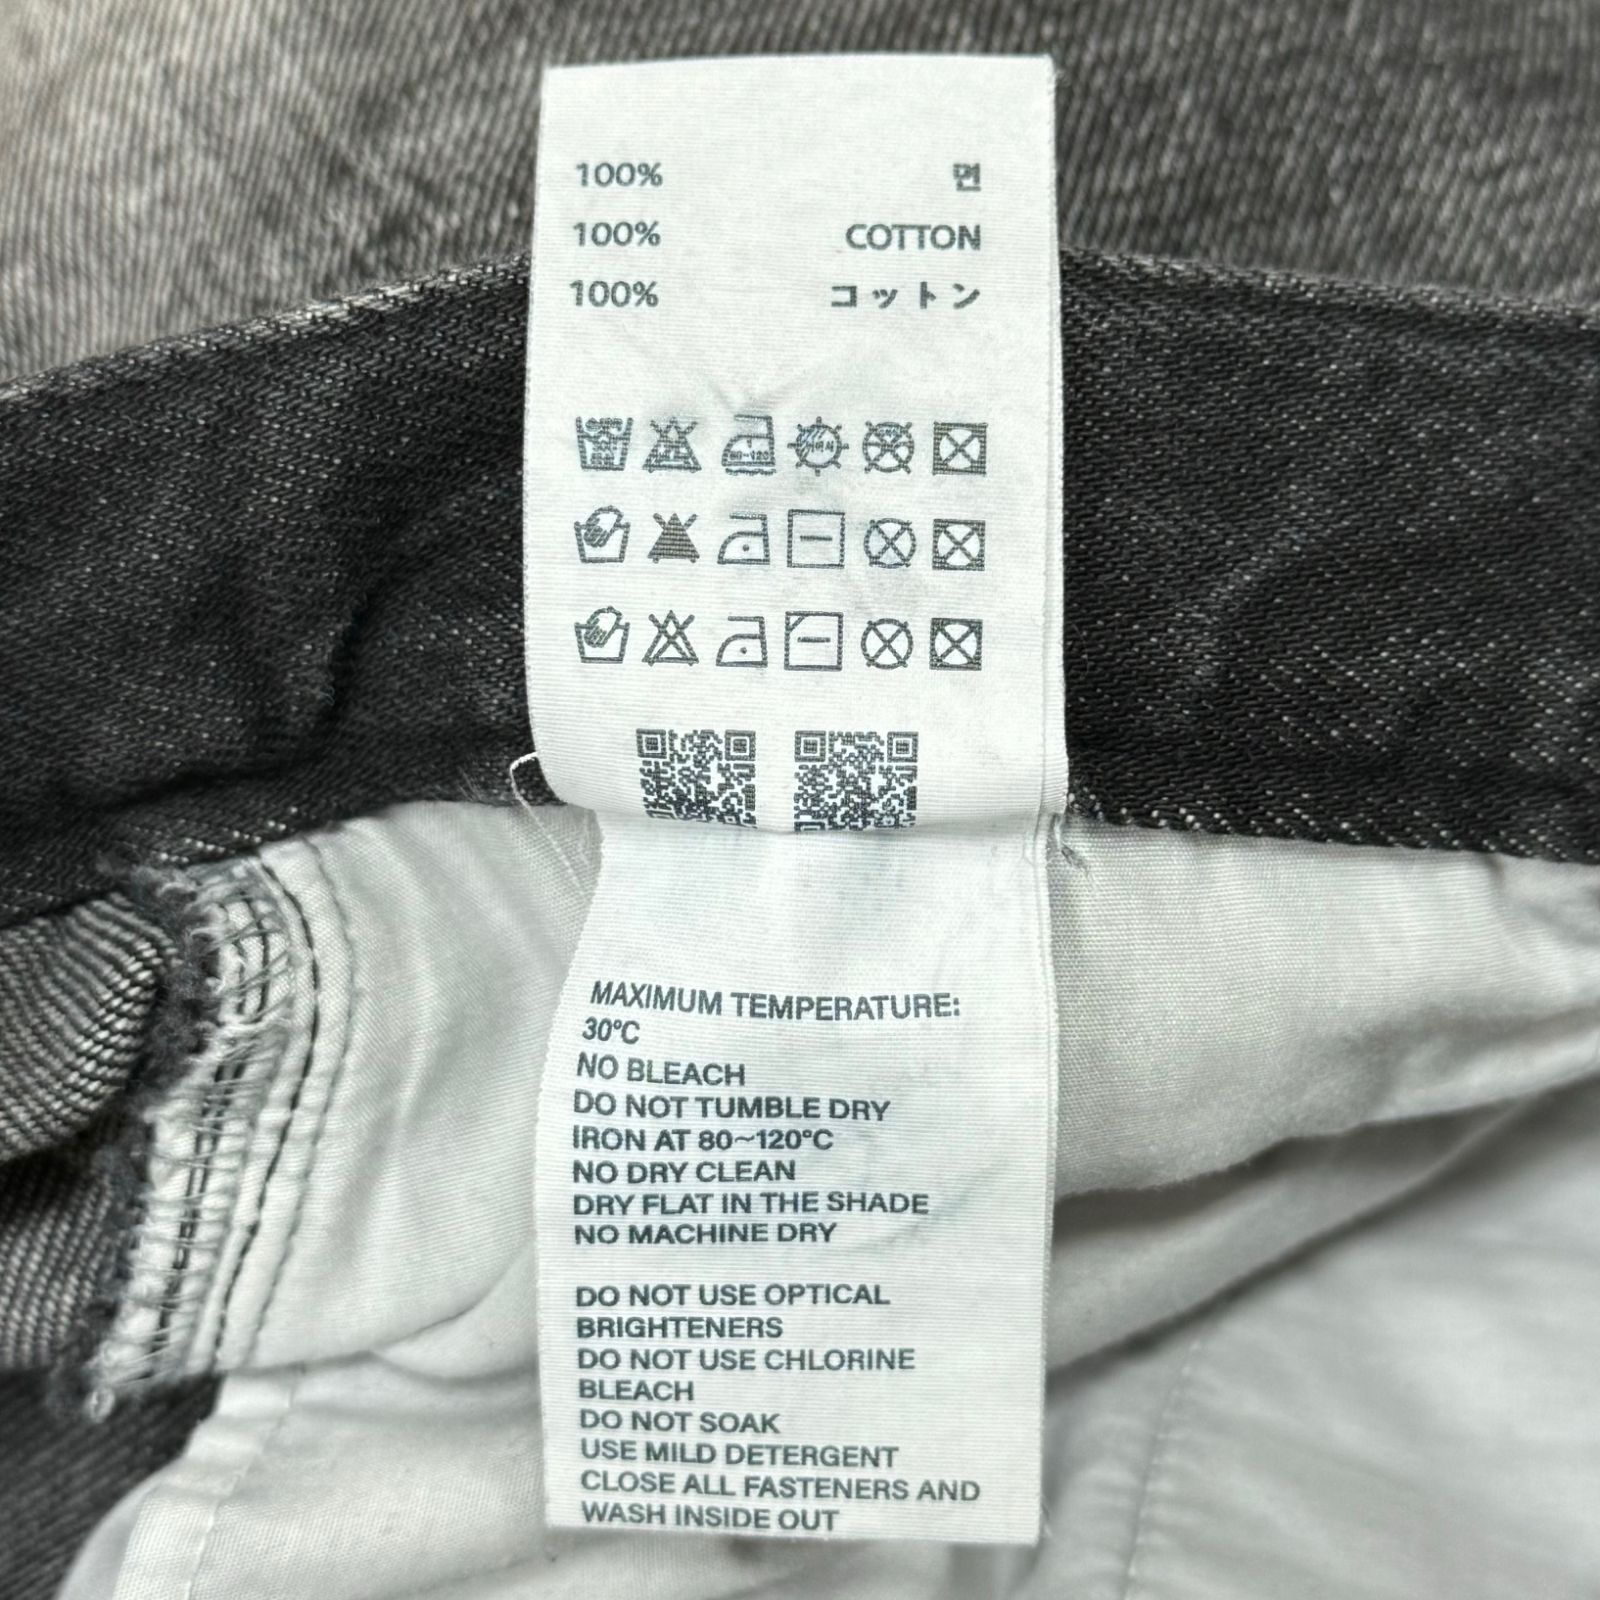 100% 면
100% COTTON
100% コットン
80~120
MAXIMUM TEMPERATURE:
30°C
NO BLEACH
DO NOT TUMBLE DRY
IRON AT 80~120°C
NO DRY CLEAN
DRY FLAT IN THE SHADE
NO MACHINE DRY
DO NOT USE OPTICAL
BRIGHTENERS
DO NOT USE CHLORINE
BLEACH
DO NOT SOAK
USE MILD DETERGENT
CLOSE ALL FASTENERS AND
WASH INSIDE OUT